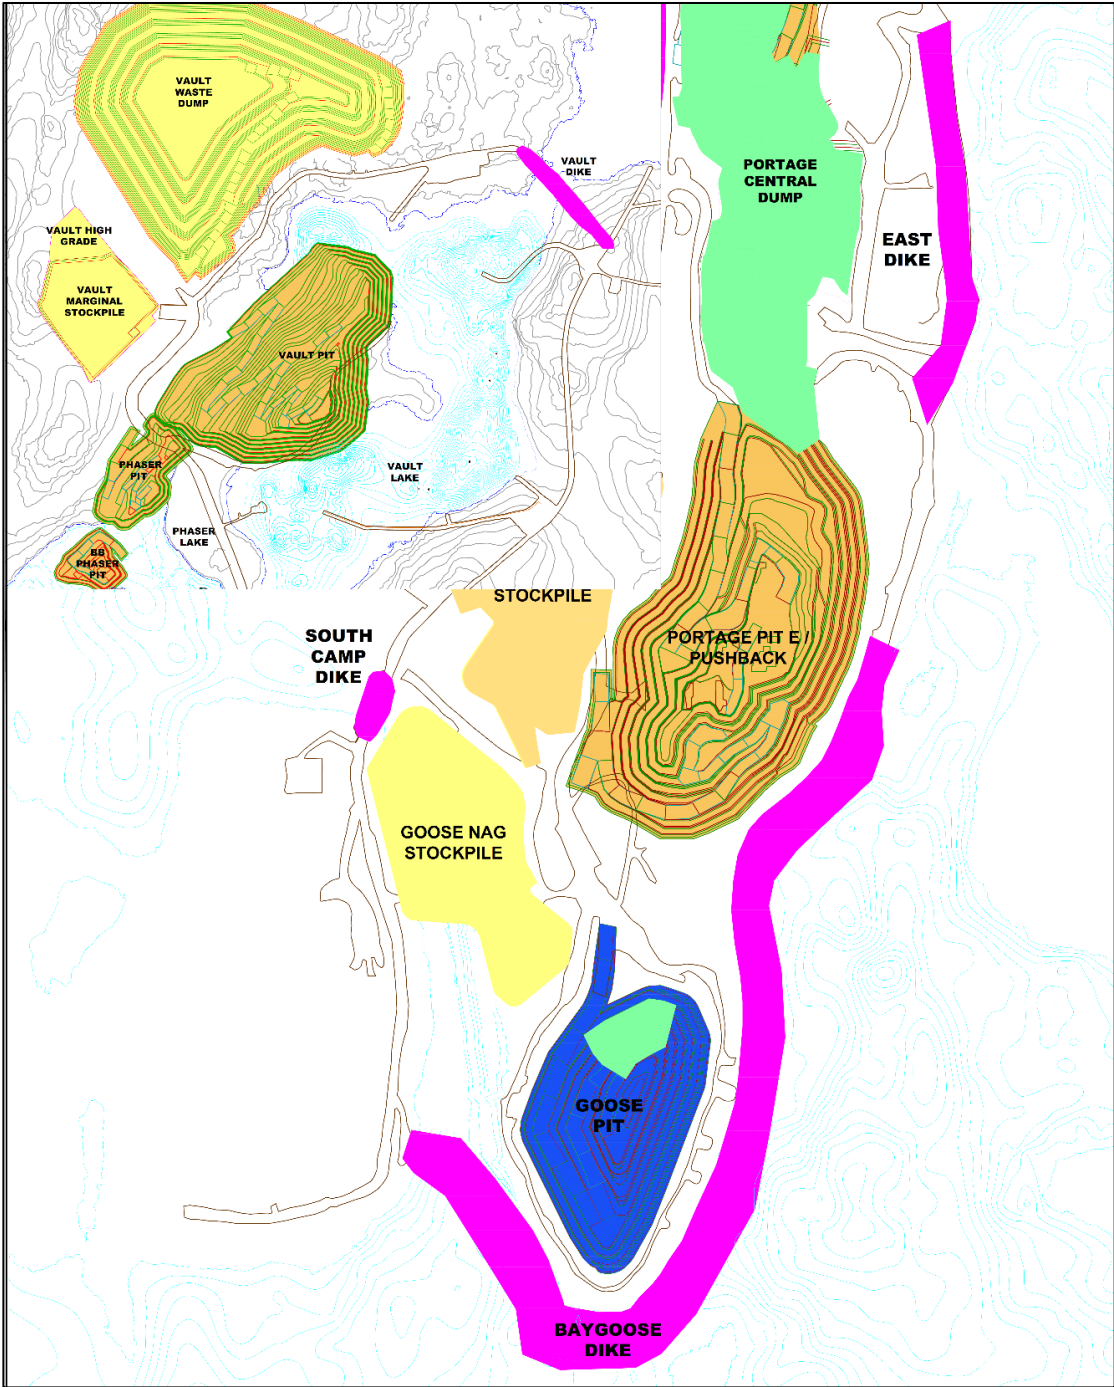 VAULT
WASTE
DUMP
VAULT
DIKE
PORTAGE
CENTRAL
DUMP
VAULT HIGH
GRADE
EAST
DIKE
VAULT
MARGINAL
STOCKPILE
VAULT PIT
PHASER
PIT
VAULT
LAKE
PHASER
LAKE
BB
PHASER
PIT
STOCKPILE
SOUTH
CAMP
DIKE
PORTAGE PIT E /
PUSHBACK
GOOSE NAG
STOCKPILE
GOOSE
PIT
BAYGOOSE
DIKE